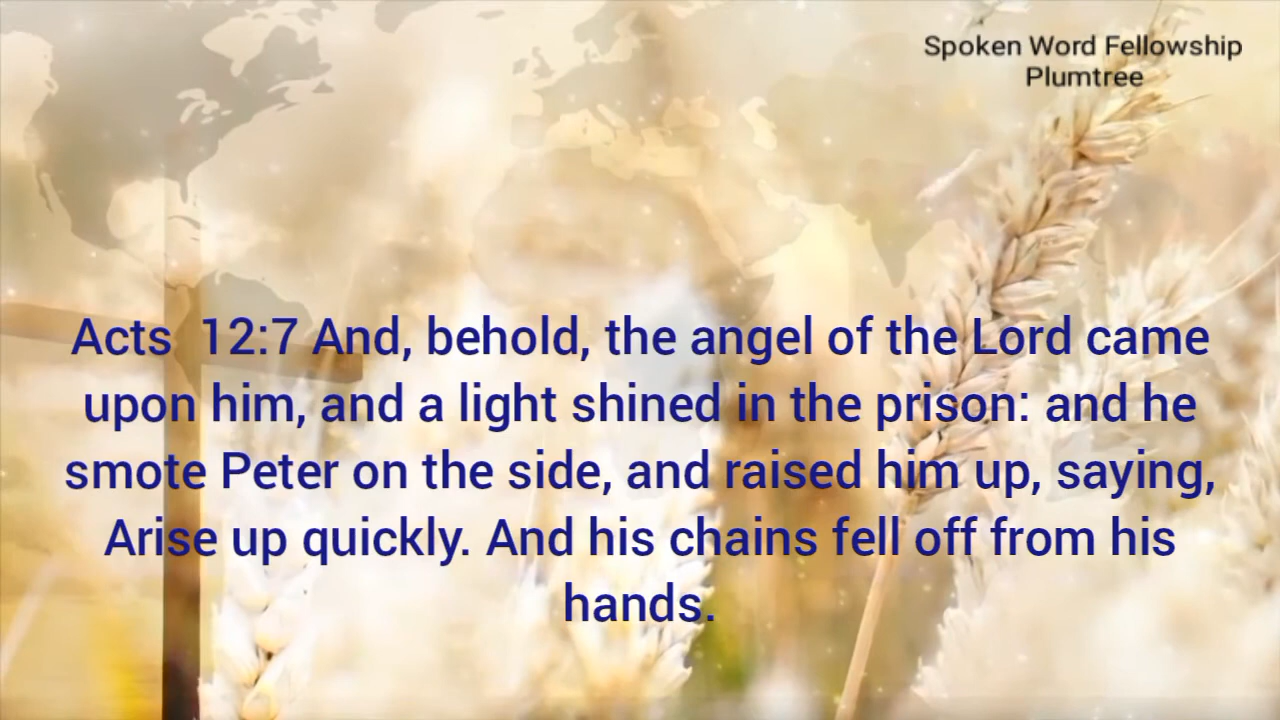 Spoken Word Fellowship
Plumtree
Acts  12:7 And, behold, the angel of the Lord came
upon him, and a light shined in the prison: and he
smote Peter on the side, and raised him up, saying,
Arise up quickly. And his chains fell off from his
hands.